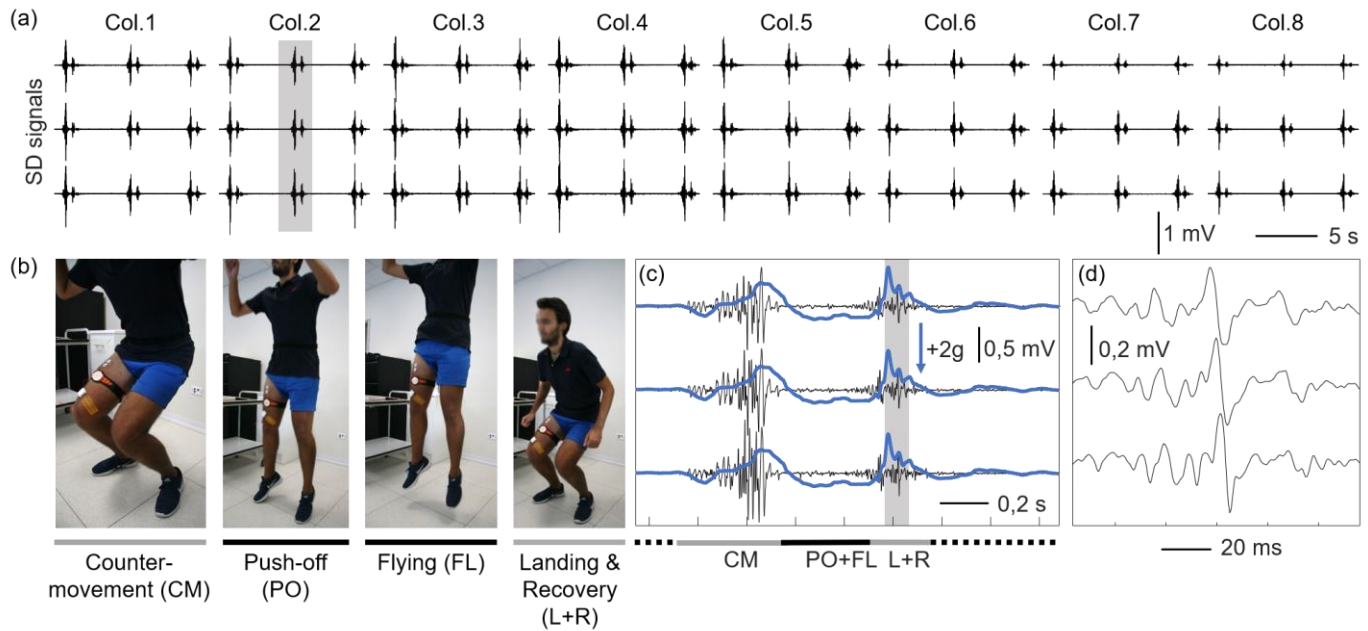 (a)
Col.1 Col.2 Col.3 Col.4 Col.5 Col.6 Col.7 Col.8
SD signals
1 mV 5 s
(b)
(c)
+2g 0,5 mV
0,2 s
(d)
0,2 mV
CM PO+FL L+R
20 ms
Counter-
movement (CM)
Push-off
(PO)
Flying (FL)
Landing &
Recovery
(L+R)